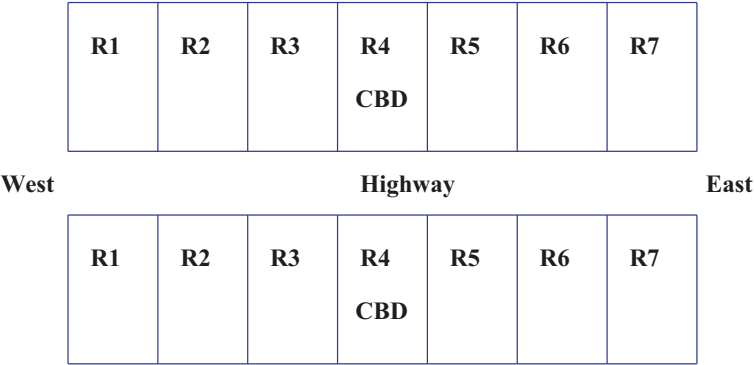 R1 R2 R3 R4 R5 R6 R7
CBD
West Highway East
R1 R2 R3 R4 R5 R6 R7
CBD